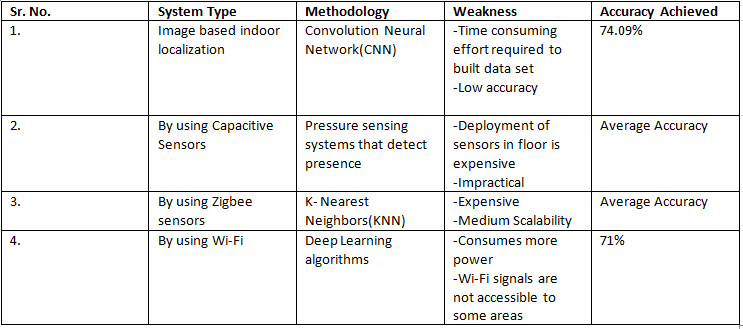 Sr. No. System Type Methodology Weakness Accuracy Achieved
1. Image based indoor Convolution Neural -Time consuming 74.09%
localization Network(CNN) effort required to
built data set
-Low accuracy
2. By using Capacitive Pressure sensing -Deployment of Average Accuracy
Sensors systems that detect sensors in floor is
presence expensive
-Impractical
3. By using Zigbee K- Nearest -Expensive Average Accuracy
sensors Neighbors(KNN) -Medium Scalability
4. By using Wi-Fi Deep Learning -Consumes more 71%
algorithms power
-Wi-Fi signals are
not accessible to
some areas